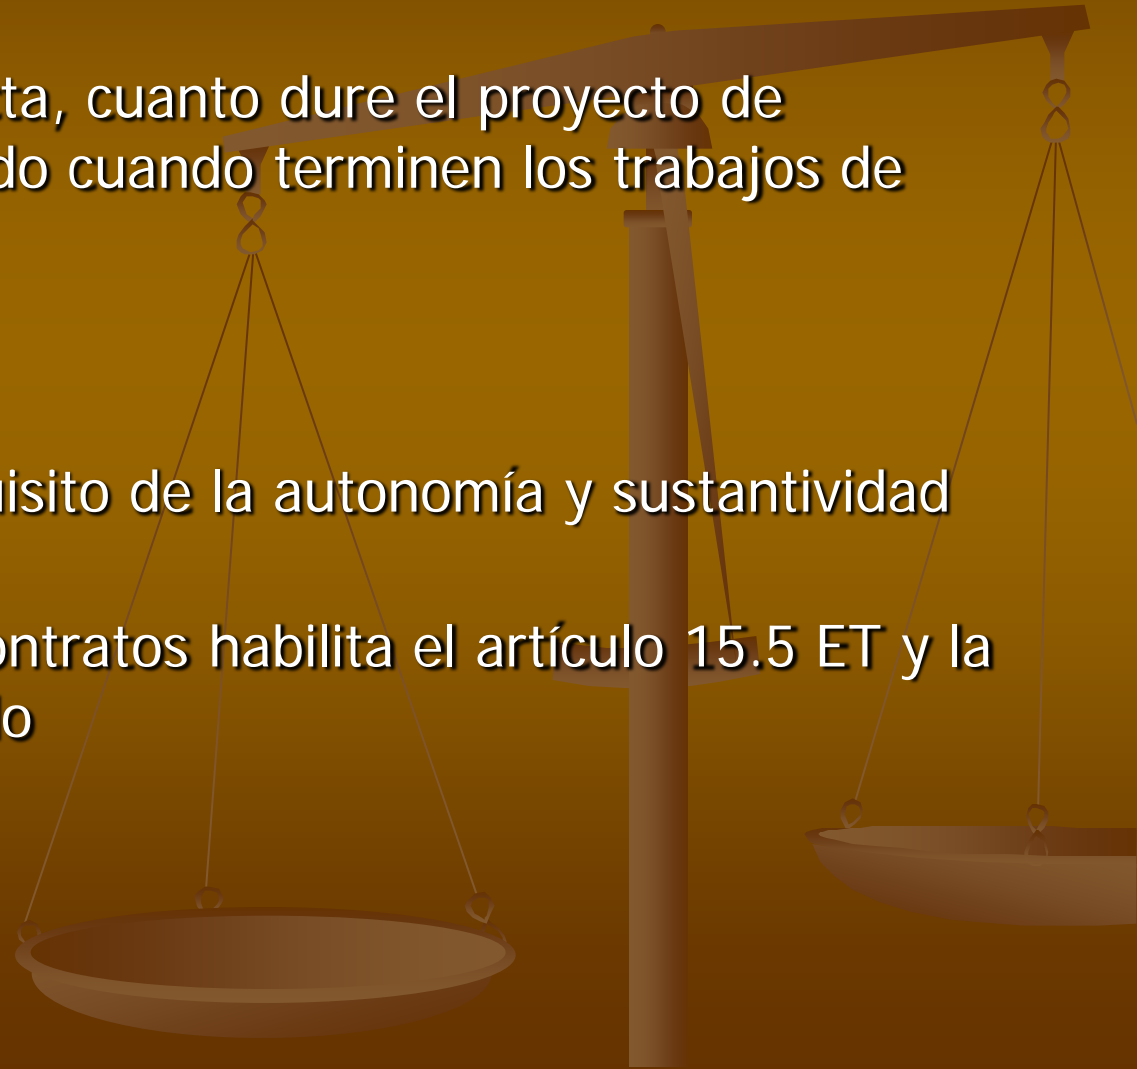 ta, cuanto dure el proyecto de
do cuando terminen los trabajos de
uisito de la autonomía y sustantividad
ontratos habilita el artículo 15.5 ET y la
lo